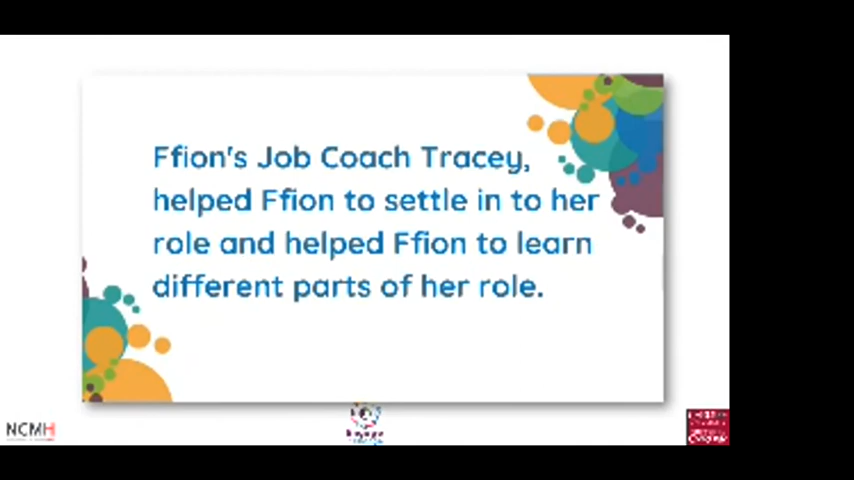 Ffion's Job Coach Tracey,
helped Ffion to settle in to her
role and helped Ffion to learn
different parts of her role.
NCMH